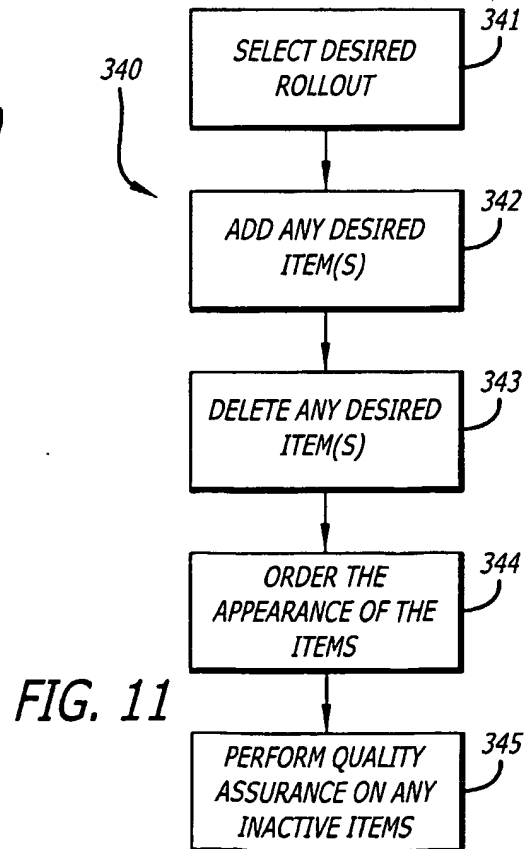 340
SELECT DESIRED
ROLLOUT
341
ADD ANY DESIRED
ITEM(S)
342
DELETE ANY DESIRED
ITEM(S)
343
ORDER THE
APPEARANCE OF THE
ITEMS
344
FIG. 11
PERFORM QUALITY
ASSURANCE ON ANY
INACTIVE ITEMS
345